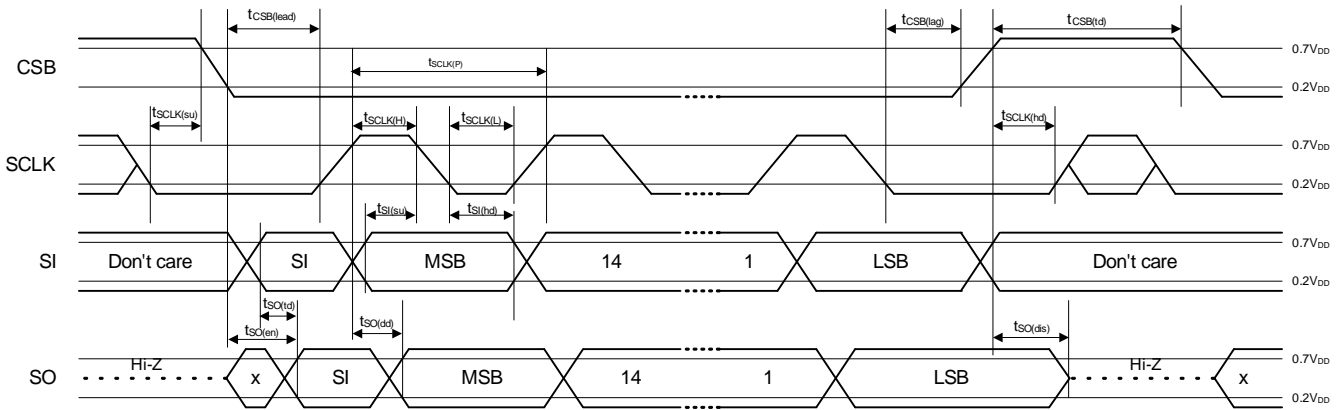 tCSB(lead) tCSB(lag) tCSB(td)
CSB tSCLK(P) 0.7VDD
0.2VDD
tSCLK(su) tSCLK(H) tSCLK(L) tSCLK(hd)
SCLK 0.7VDD
0.2VDD
tSI(su) tSI(hd)
SI Don't care SI MSB 14 1 LSB Don't care 0.7VDD
0.2VDD
tSO(td)
tSO(en) tSO(dd) tSO(dis)
SO Hi-Z x SI MSB 14 1 LSB Hi-Z x 0.7VDD
0.2VDD